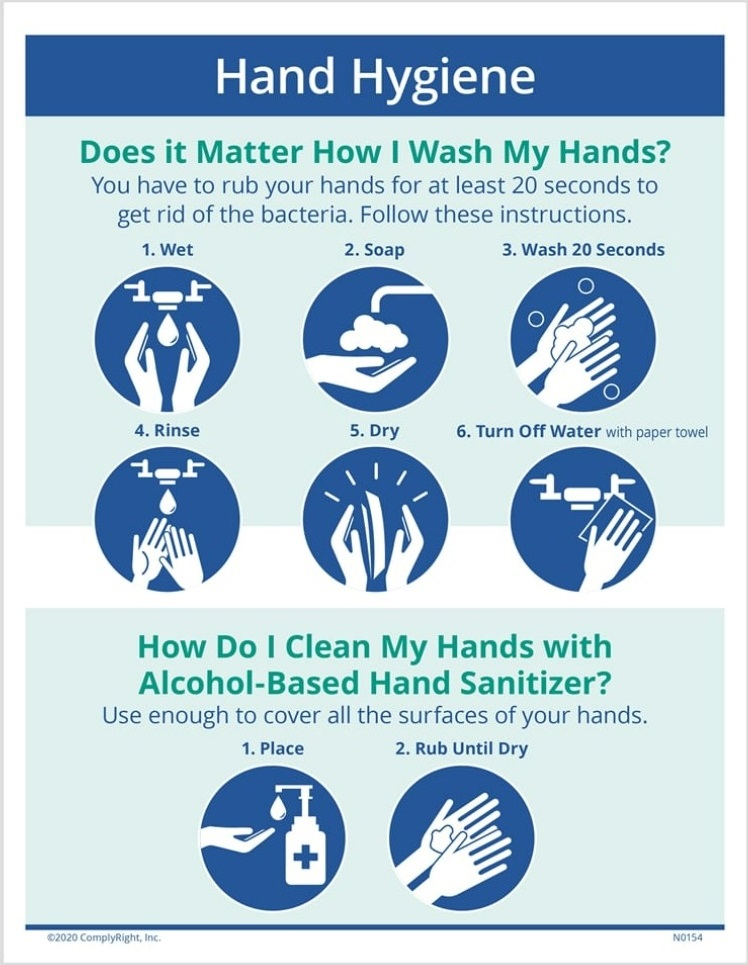 Hand Hygiene
Does it Matter How I Wash My Hands?
You have to rub your hands for at least 20 seconds to
get rid of the bacteria. Follow these instructions.
1. Wet
2. Soap
3. Wash 20 Seconds
4. Rinse
5. Dry
6. Turn Off Water with paper towel
How Do I Clean My Hands with
Alcohol-Based Hand Sanitizer?
Use enough to cover all the surfaces of your hands.
1. Place
2. Rub Until Dry
©2020 ComplyRight, Inc.
N0154